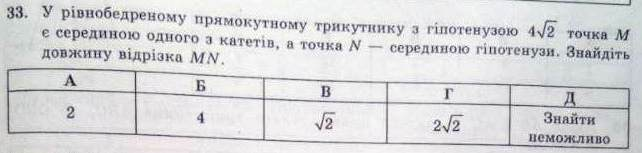 33. У рівнобедреному прямокутному трикутнику з гіпотенузою 4√2 точка M
є серединою одного з катетів, а точка N — серединою гіпотенузи. Знайдіть
довжину відрізка MN.
А Б В Г Д
2 4 √2 2√2 Знайти
неможливо